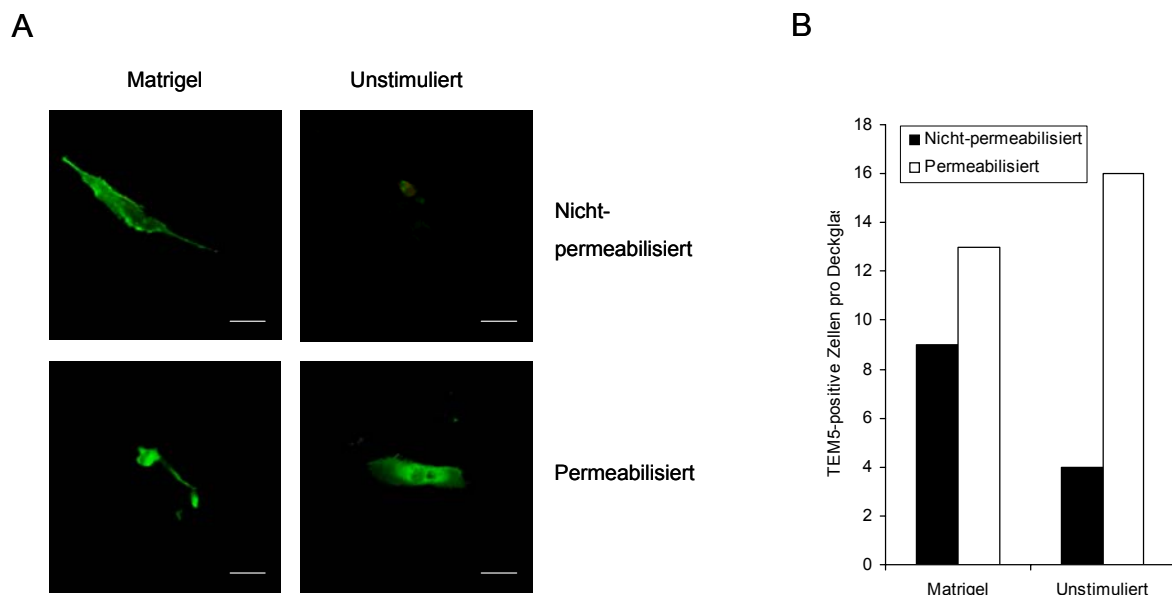 A
Matrigel
Unstimuliert
Nicht-
permeabilisiert
Permeabilisiert
B
18
16
14
12
10
8
6
4
2
0
Nicht-permeabilisiert
Permeabilisiert
TEM5-positive Zellen pro Deckglas
Matrigel
Unstimuliert